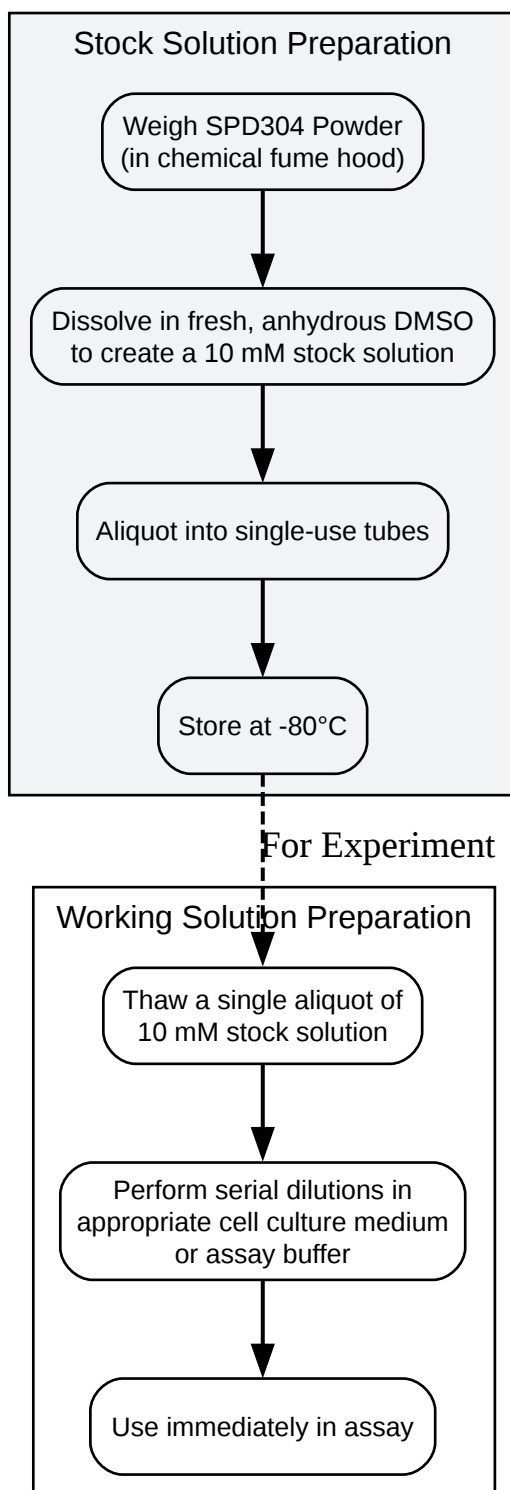 Stock Solution Preparation
Weigh SPD304 Powder
(in chemical fume hood)
Dissolve in fresh, anhydrous DMSO
to create a 10 mM stock solution
Aliquot into single-use tubes
Store at -80°C
For Experiment
Working Solution Preparation
Thaw a single aliquot of
10 mM stock solution
Perform serial dilutions in
appropriate cell culture medium
or assay buffer
Use immediately in assay